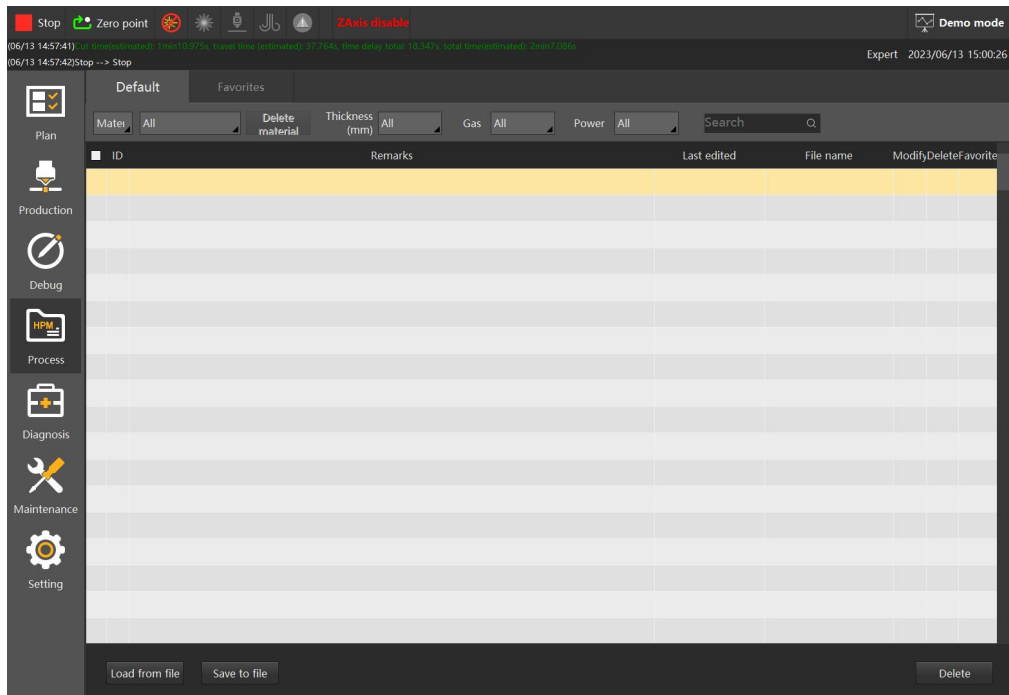 Stop Zero point ZAxis disable Demo mode
(06/13 14:57:41)Cut time(estimated): 1min10.975s, travel time (estimated): 37.764s, time delay total: 18.347s, total time(estimated): 2min7.086s
(06/13 14:57:42)Stop --> Stop
Expert 2023/06/13 15:00:26
Default Favorites
Plan
Mater All Delete material Thickness (mm) All Gas All Power All Search
ID Remarks Last edited File name Modify Delete Favorite
Production
Debug
HPM
Process
Diagnosis
Maintenance
Setting
Load from file Save to file Delete